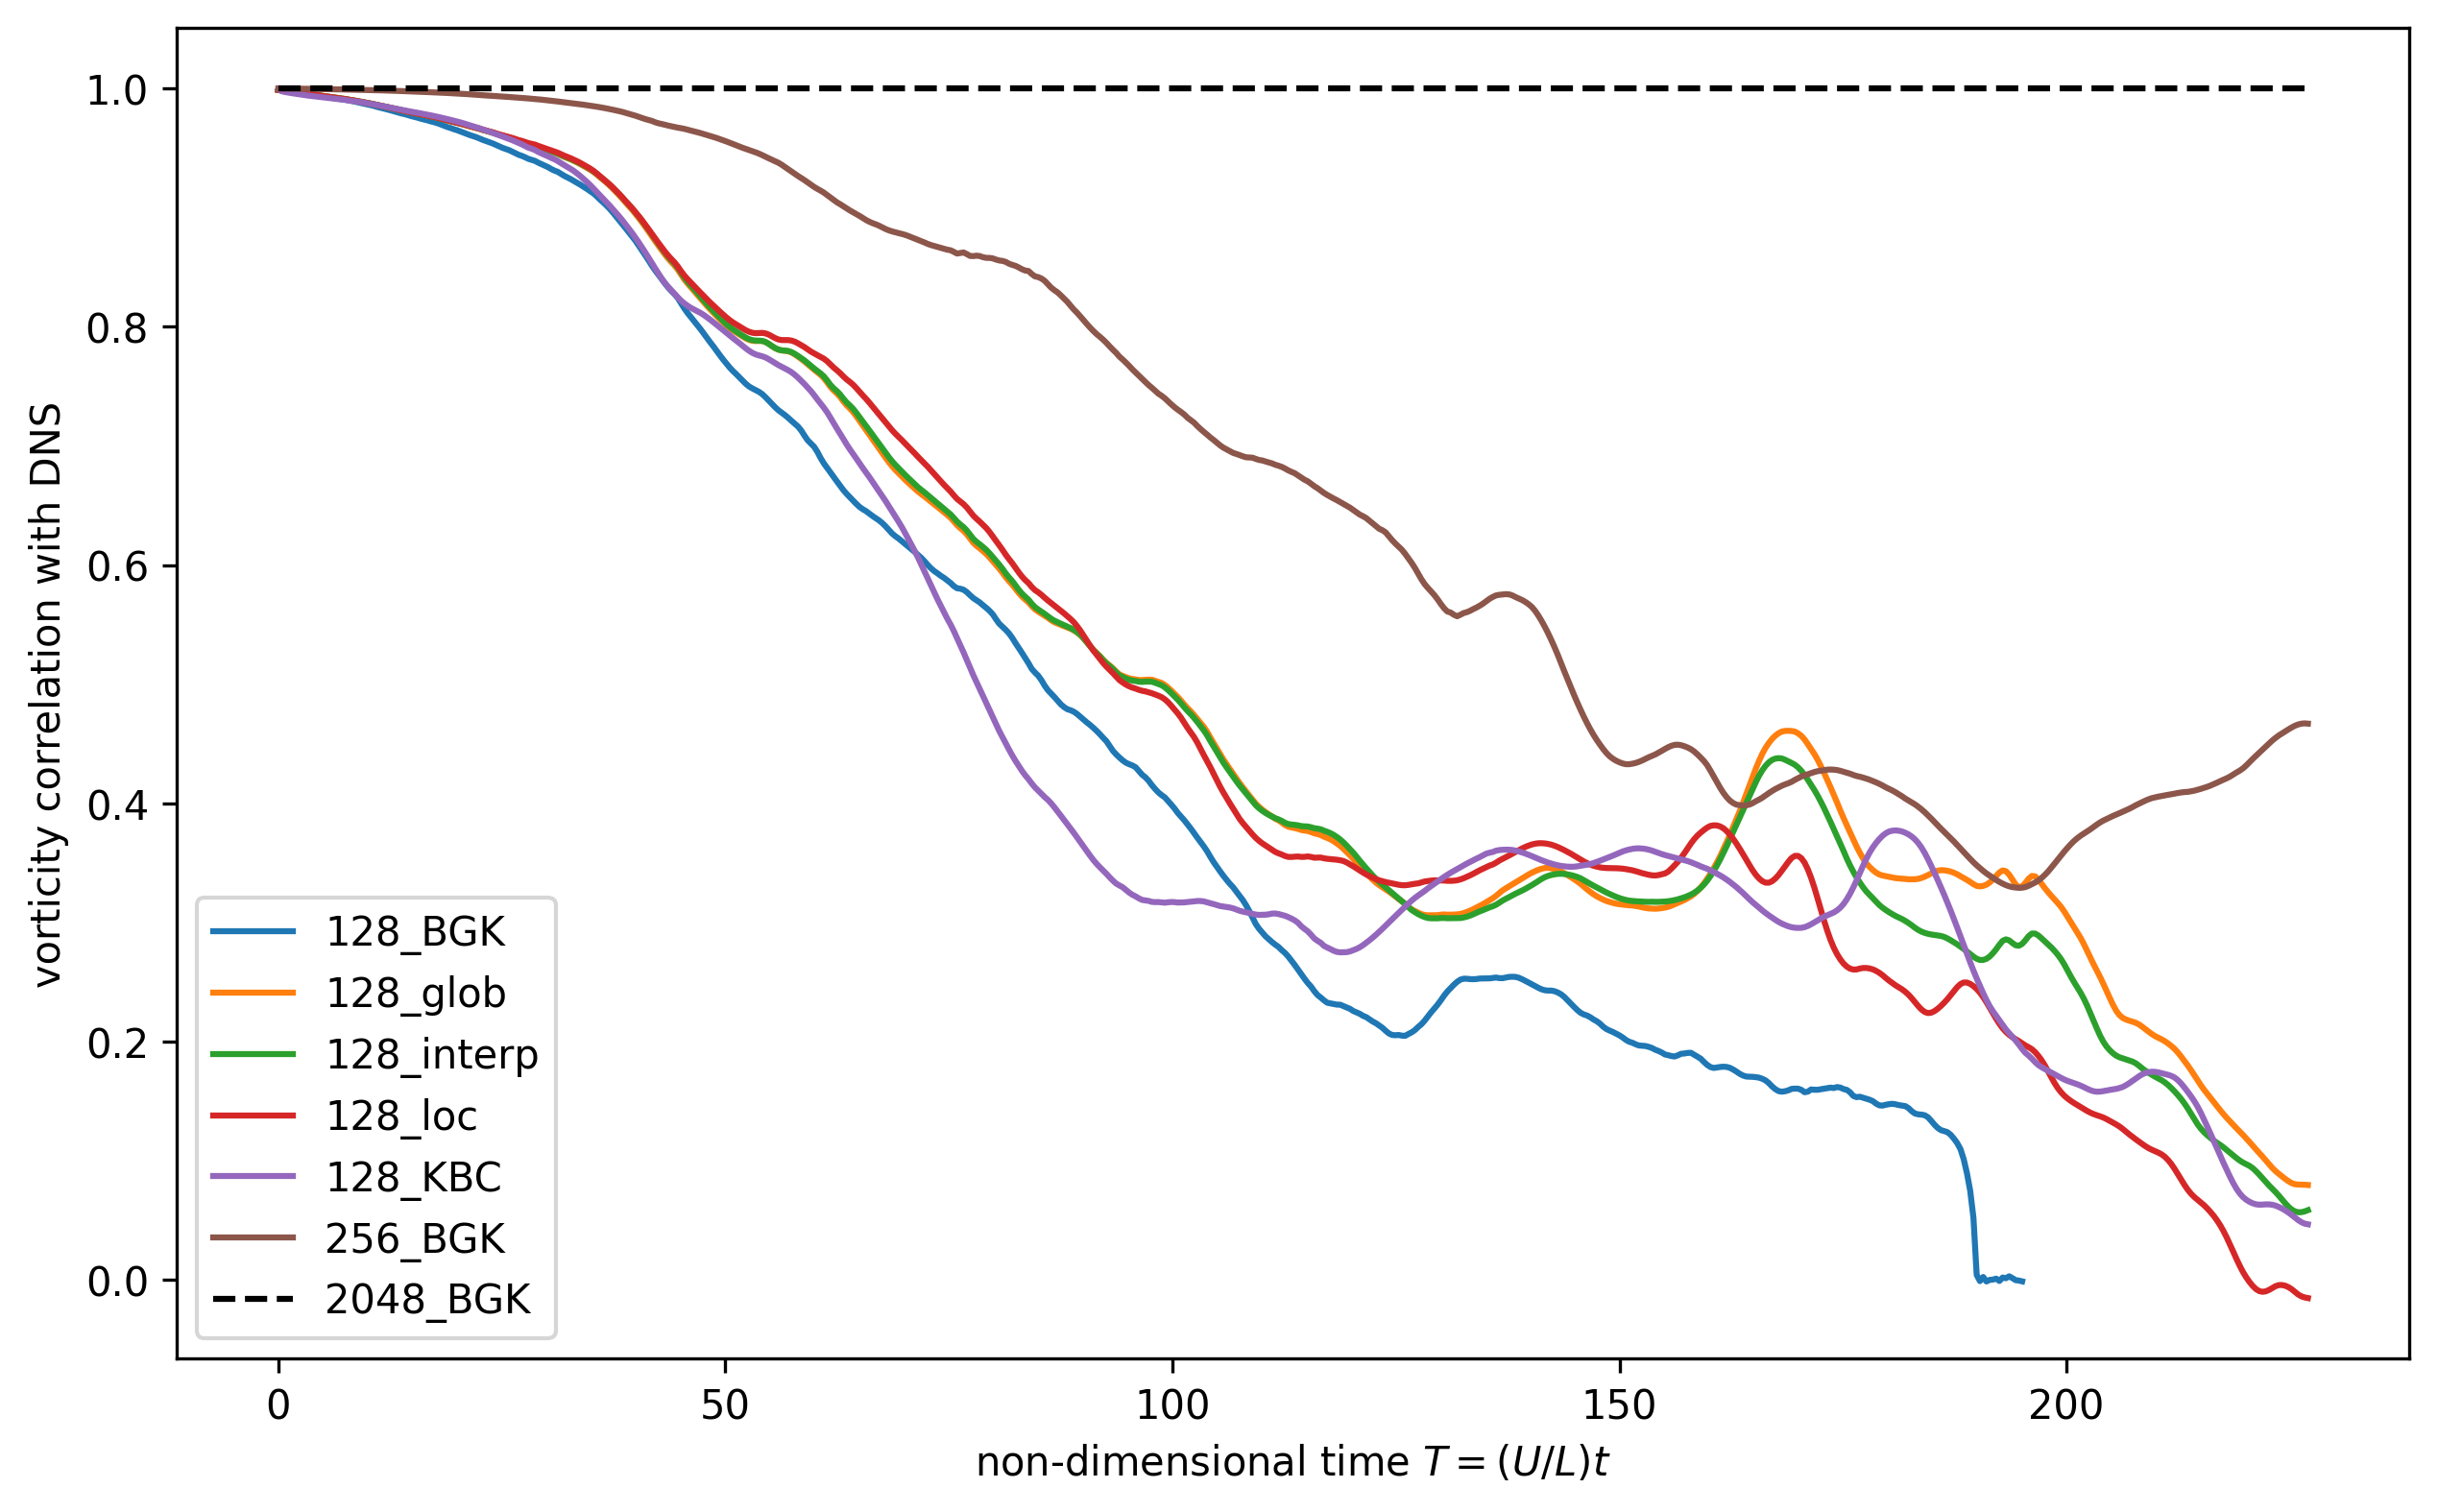 1.0
0.8
0.6
0.4
0.2
0.0
vorticity correlation with DNS
128_BGK
128_glob
128_interp
128_loc
128_KBC
256_BGK
2048_BGK
0 50 100 150 200
non-dimensional time T = (U/L)t